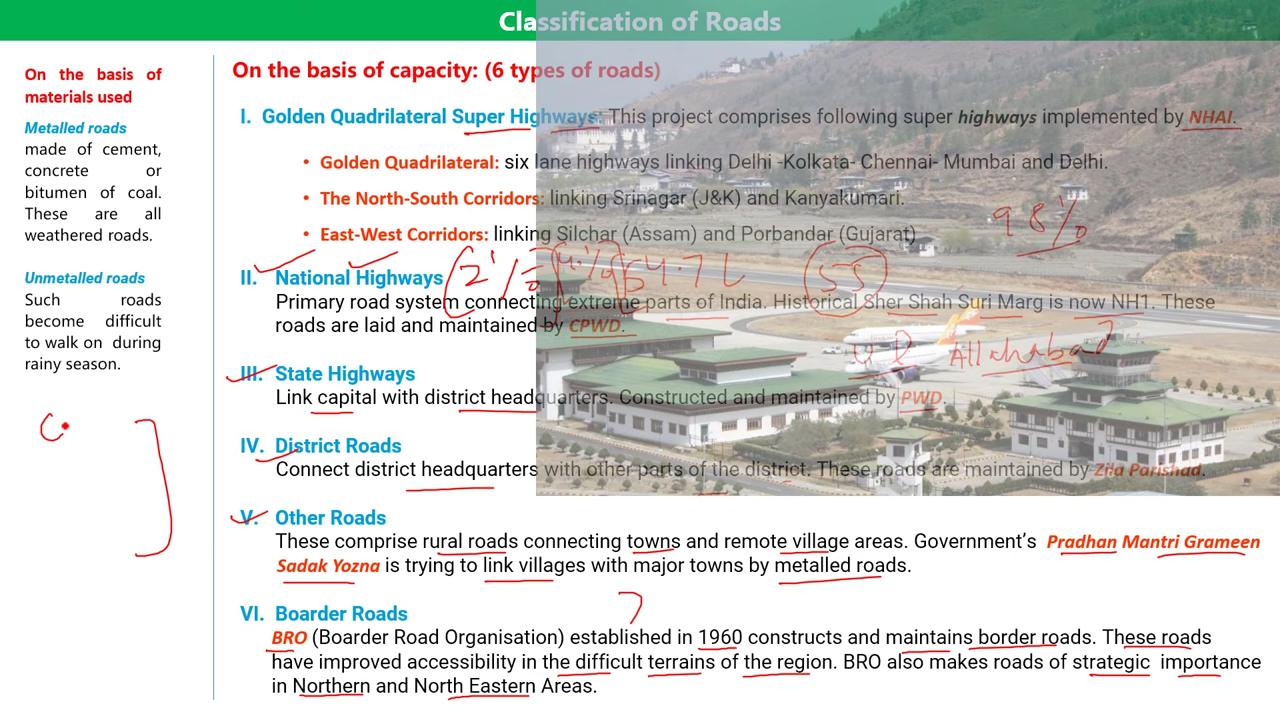 Classification of Roads
On the basis of
materials used
Metalled roads
made of cement,
concrete or
bitumen of coal.
These are all
weathered roads.
Unmetalled roads
Such roads
become difficult
to walk on during
rainy season.
On the basis of capacity: (6 types of roads)
I. Golden Quadrilateral Super Highways: This project comprises following super highways implemented by NHAI.
• Golden Quadrilateral: six lane highways linking Delhi -Kolkata- Chennai- Mumbai and Delhi.
• The North-South Corridors: linking Srinagar (J&K) and Kanyakumari.
98%
• East-West Corridors: linking Silchar (Assam) and Porbandar (Gujarat)
II. National Highways
2% 54.7L 55
Primary road system connecting extreme parts of India. Historical Sher Shah Suri Marg is now NH1. These
roads are laid and maintained by CPWD.
Allahabad
III. State Highways
Link capital with district headquarters. Constructed and maintained by PWD.
IV. District Roads
Connect district headquarters with other parts of the district. These roads are maintained by Zila Parishad.
V. Other Roads
These comprise rural roads connecting towns and remote village areas. Government’s Pradhan Mantri Grameen
Sadak Yozna is trying to link villages with major towns by metalled roads.
VI. Boarder Roads
BRO (Boarder Road Organisation) established in 1960 constructs and maintains border roads. These roads
have improved accessibility in the difficult terrains of the region. BRO also makes roads of strategic importance
in Northern and North Eastern Areas.